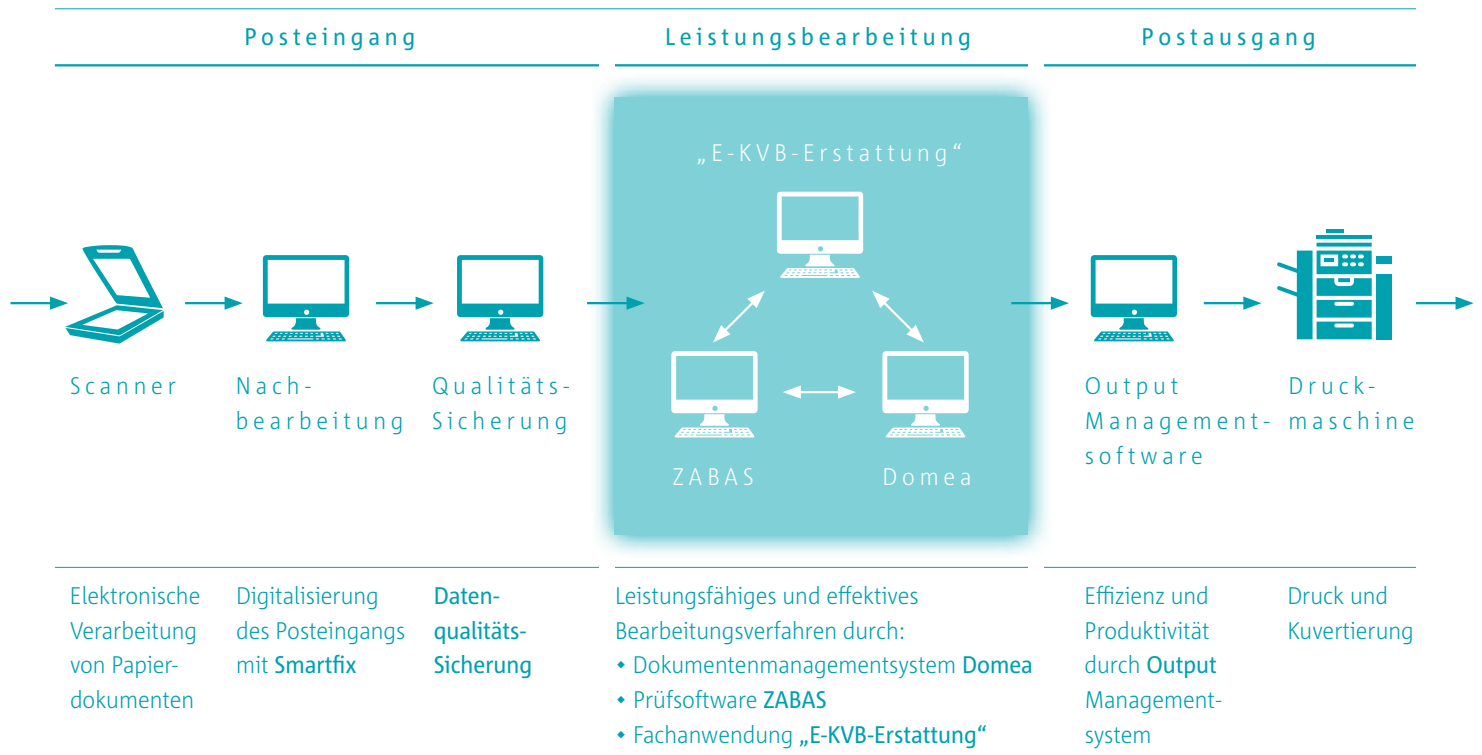 Posteingang
Leistungsbearbeitung
Postausgang
„E-KVB-Erstattung“
Scanner
Nach-
bearbeitung
Qualitäts-
Sicherung
ZABAS
Domea
Output
Management-
software
Druck-
maschine
Elektronische
Verarbeitung
von Papier-
dokumenten
Digitalisierung
des Posteingangs
mit Smartfix
Daten-
qualitäts-
Sicherung
Leistungsfähiges und effektives
Bearbeitungsverfahren durch:
• Dokumentenmanagementsystem Domea
• Prüfsoftware ZABAS
• Fachanwendung „E-KVB-Erstattung“
Effizienz und
Produktivität
durch Output
Management-
system
Druck und
Kuvertierung